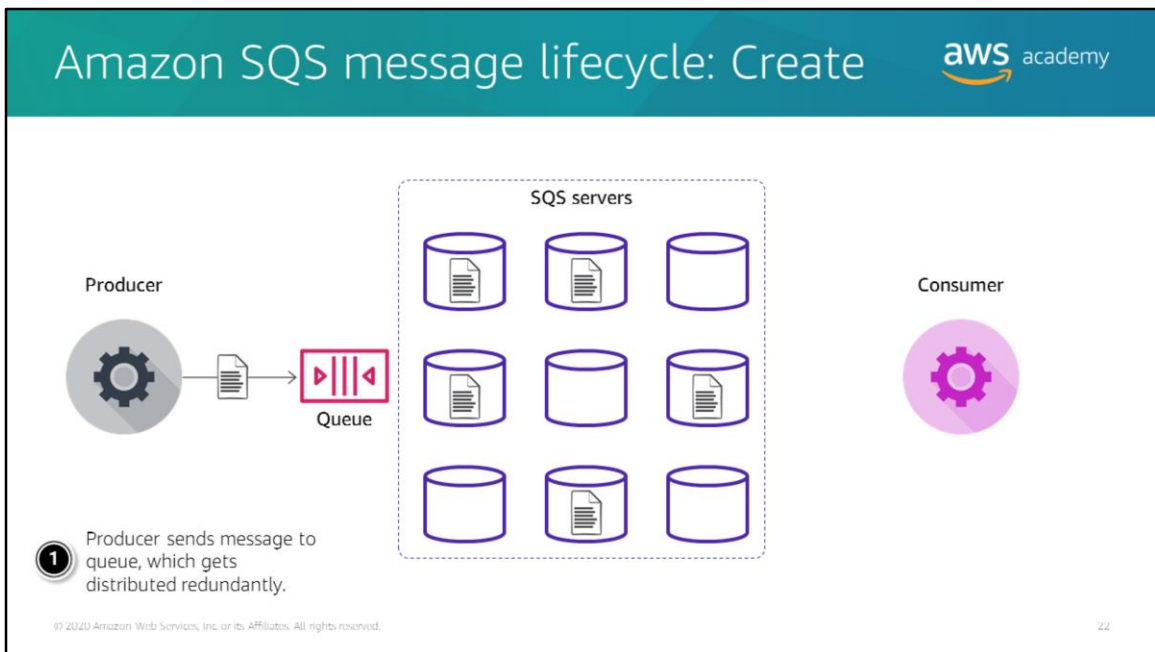 Amazon SQS message lifecycle: Create
aws academy
SQS servers
Producer
Consumer
Queue
1
Producer sends message to
queue, which gets
distributed redundantly.
© 2020 Amazon Web Services, Inc. or its Affiliates. All rights reserved.
22